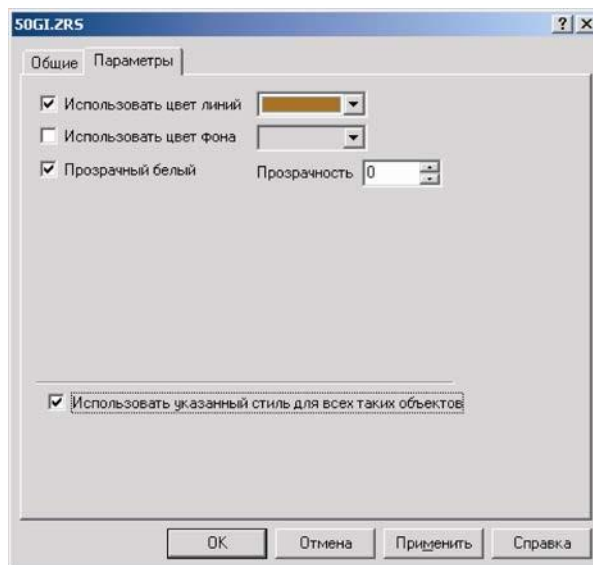 50GI.ZRS
Общие Параметры
Использовать цвет линий
Использовать цвет фона
Прозрачный белый Прозрачность 0
Использовать указанный стиль для всех таких объектов
OK Отмена Применить Справка